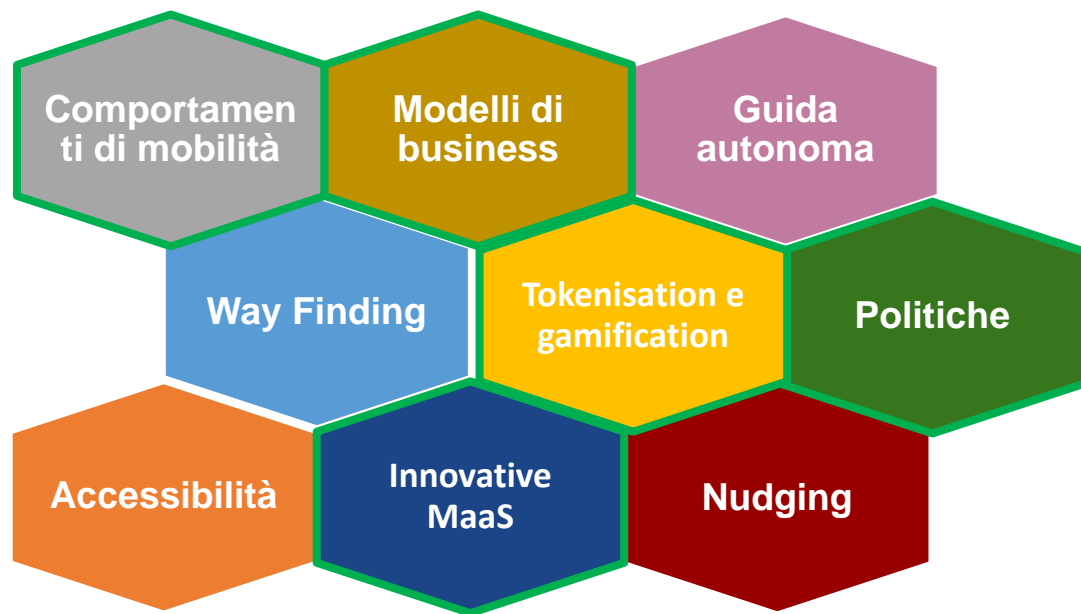 Comportamen
ti di mobilità
Modelli di
business
Guida
autonoma
Way Finding
Tokenisation e
gamification
Politiche
Accessibilità
Innovative
MaaS
Nudging